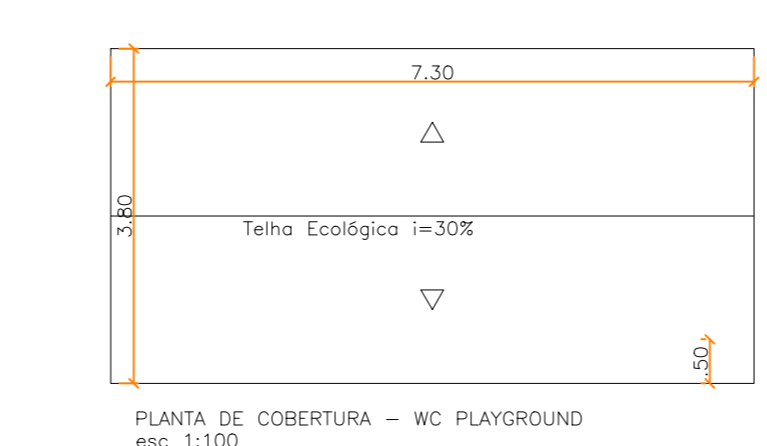 7.30
3.80
Telha Ecológica i=30%
.50
PLANTA DE COBERTURA – WC PLAYGROUND
esc 1:100